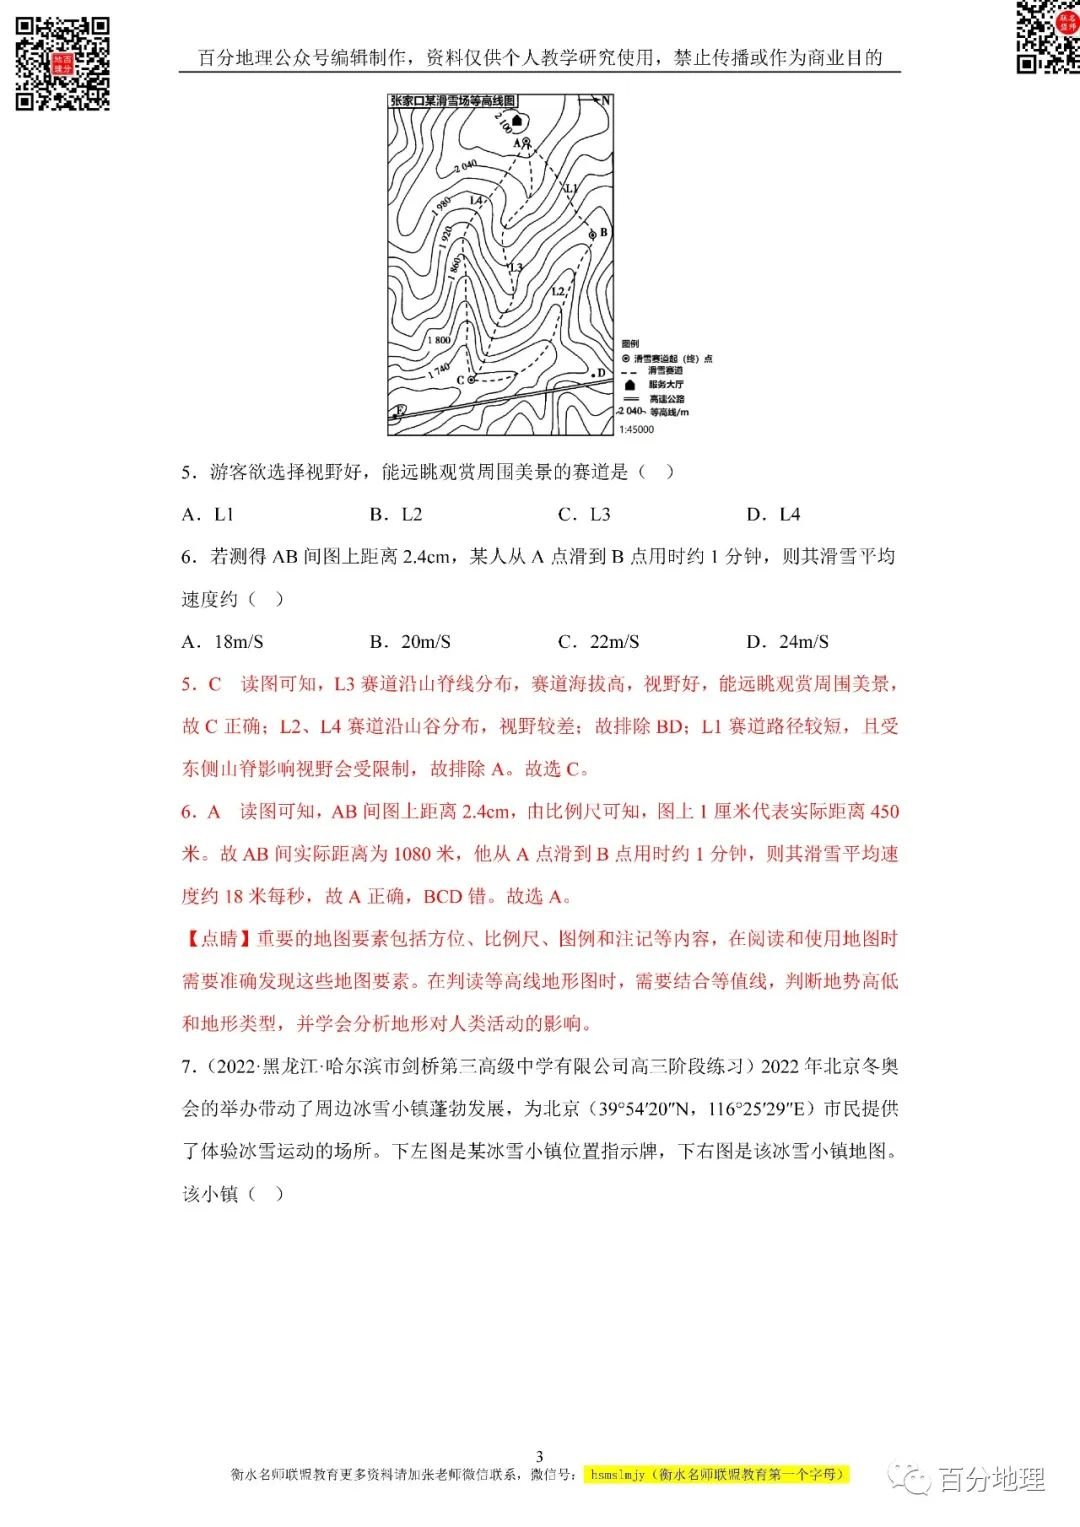 百分地理公众号编辑制作，资料仅供个人教学研究使用，禁止传播或作为商业目的
张家口某滑雪场等高线图
N
2 100
A
2 040
L1
1 980
L4
B
1 920
L3
1 860
L2
1 800
1 740
C
D
E
图例
滑雪赛道起（终）点
滑雪赛道
服务大厅
高速公路
2 040 等高线/m
1:45000
5．游客欲选择视野好，能远眺观赏周围美景的赛道是（　）
A．L1 B．L2 C．L3 D．L4
6．若测得 AB 间图上距离 2.4cm，某人从 A 点滑到 B 点用时约 1 分钟，则其滑雪平均
速度约（　）
A．18m/S B．20m/S C．22m/S D．24m/S
5．C　读图可知，L3 赛道沿山脊线分布，赛道海拔高，视野好，能远眺观赏周围美景，
故 C 正确；L2、L4 赛道沿山谷分布，视野较差；故排除 BD；L1 赛道路径较短，且受
东侧山脊影响视野会受限制，故排除 A。故选 C。
6．A　读图可知，AB 间图上距离 2.4cm，由比例尺可知，图上 1 厘米代表实际距离 450
米。故 AB 间实际距离为 1080 米，他从 A 点滑到 B 点用时约 1 分钟，则其滑雪平均速
度约 18 米每秒，故 A 正确，BCD 错。故选 A。
【点睛】重要的地图要素包括方位、比例尺、图例和注记等内容，在阅读和使用地图时
需要准确发现这些地图要素。在判读等高线地形图时，需要结合等值线，判断地势高低
和地形类型，并学会分析地形对人类活动的影响。
7．（2022·黑龙江·哈尔滨市剑桥第三高级中学有限公司高三阶段练习）2022 年北京冬奥
会的举办带动了周边冰雪小镇蓬勃发展，为北京（39°54′20″N，116°25′29″E）市民提供
了体验冰雪运动的场所。下左图是某冰雪小镇位置指示牌，下右图是该冰雪小镇地图。
该小镇（　）
3
衡水名师联盟教育更多资料请加张老师微信联系，微信号： hsmslmjy（衡水名师联盟教育第一个字母）
百分地理